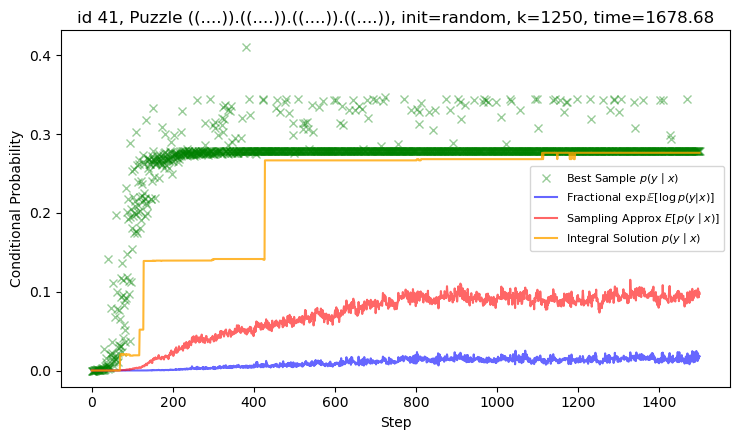 id 41, Puzzle ((....)).((....)).((....)).((....)), init=random, k=1250, time=1678.68
Conditional Probability
0.4
0.3
0.2
0.1
0.0
Best Sample p(y | x)
Fractional exp 𝔼[log p(y|x)]
Sampling Approx E[p(y | x)]
Integral Solution p(y | x)
0 200 400 600 800 1000 1200 1400
Step